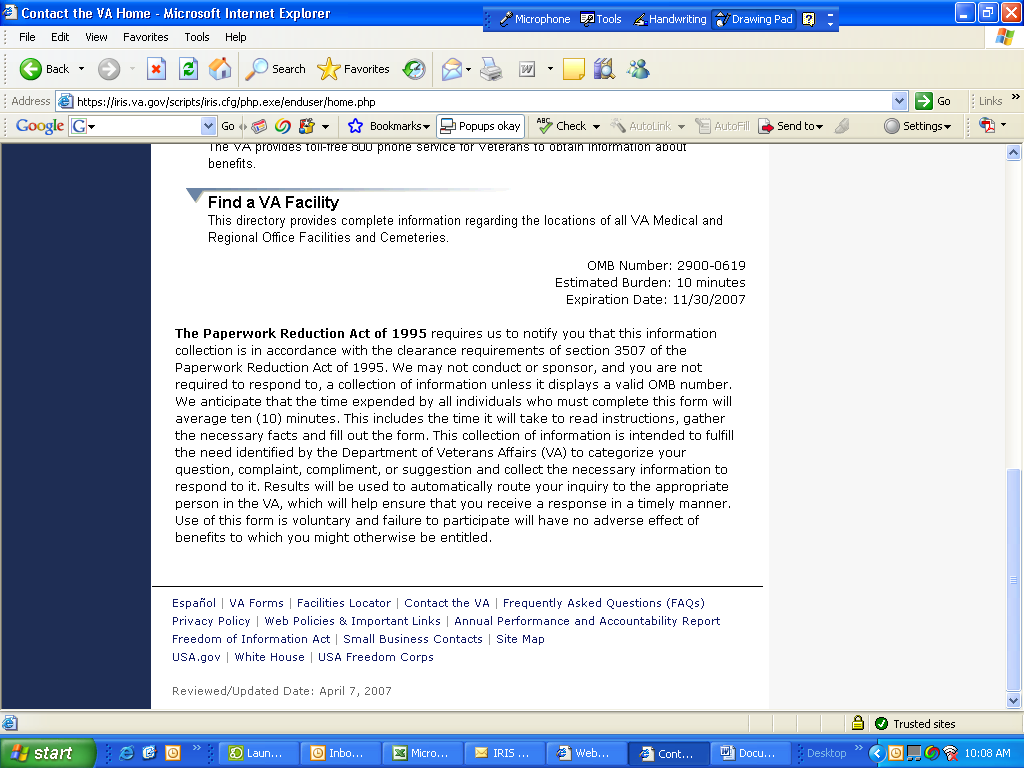 Contact the VA Home - Microsoft Internet Explorer
Microphone Tools Handwriting Drawing Pad ?
File Edit View Favorites Tools Help
Back Search Favorites
Address https://iris.va.gov/scripts/iris.cfg/php.exe/enduser/home.php Go Links »
Google G Go Bookmarks Popups okay ABC Check AutoLink AutoFill Send to Settings
The VA provides toll-free 800 phone service for Veterans to obtain information about
benefits.
Find a VA Facility
This directory provides complete information regarding the locations of all VA Medical and
Regional Office Facilities and Cemeteries.
OMB Number: 2900-0619
Estimated Burden: 10 minutes
Expiration Date: 11/30/2007
The Paperwork Reduction Act of 1995 requires us to notify you that this information
collection is in accordance with the clearance requirements of section 3507 of the
Paperwork Reduction Act of 1995. We may not conduct or sponsor, and you are not
required to respond to, a collection of information unless it displays a valid OMB number.
We anticipate that the time expended by all individuals who must complete this form will
average ten (10) minutes. This includes the time it will take to read instructions, gather
the necessary facts and fill out the form. This collection of information is intended to fulfill
the need identified by the Department of Veterans Affairs (VA) to categorize your
question, complaint, compliment, or suggestion and collect the necessary information to
respond to it. Results will be used to automatically route your inquiry to the appropriate
person in the VA, which will help ensure that you receive a response in a timely manner.
Use of this form is voluntary and failure to participate will have no adverse effect of
benefits to which you might otherwise be entitled.
Español | VA Forms | Facilities Locator | Contact the VA | Frequently Asked Questions (FAQs)
Privacy Policy | Web Policies & Important Links | Annual Performance and Accountability Report
Freedom of Information Act | Small Business Contacts | Site Map
USA.gov | White House | USA Freedom Corps
Reviewed/Updated Date: April 7, 2007
Trusted sites
start » Laun... Inbo... Micro... IRIS ... Web... Cont... Docu... Desktop » 10:08 AM